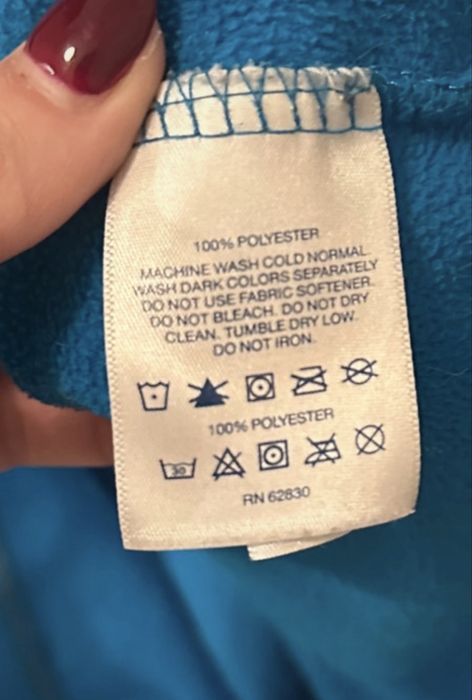 100% POLYESTER
MACHINE WASH COLD NORMAL
WASH DARK COLORS SEPARATELY
DO NOT USE FABRIC SOFTENER.
DO NOT BLEACH. DO NOT DRY
CLEAN. TUMBLE DRY LOW.
DO NOT IRON.
100% POLYESTER
30
RN 62830